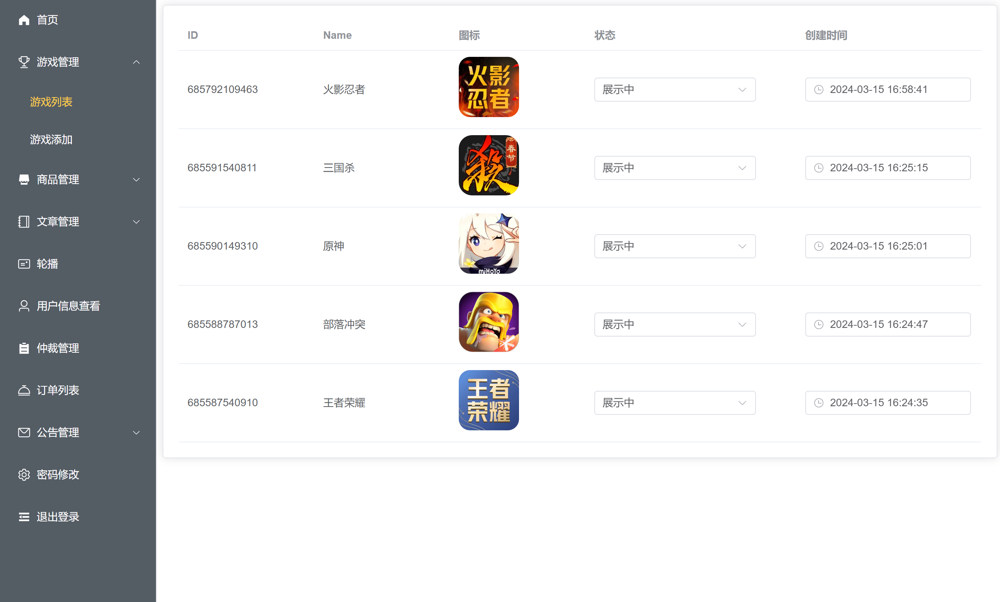 首页
游戏管理
游戏列表
游戏添加
商品管理
文章管理
轮播
用户信息查看
仲裁管理
订单列表
公告管理
密码修改
退出登录
ID Name 图标 状态 创建时间
火影
忍者
685792109463 火影忍者 展示中 2024-03-15 16:58:41
殺
春节
685591540811 三国杀 展示中 2024-03-15 16:25:15
685590149310 原神 展示中 2024-03-15 16:25:01
miHoYo
685588787013 部落冲突 展示中 2024-03-15 16:24:47
王者
荣耀
685587540910 王者荣耀 展示中 2024-03-15 16:24:35